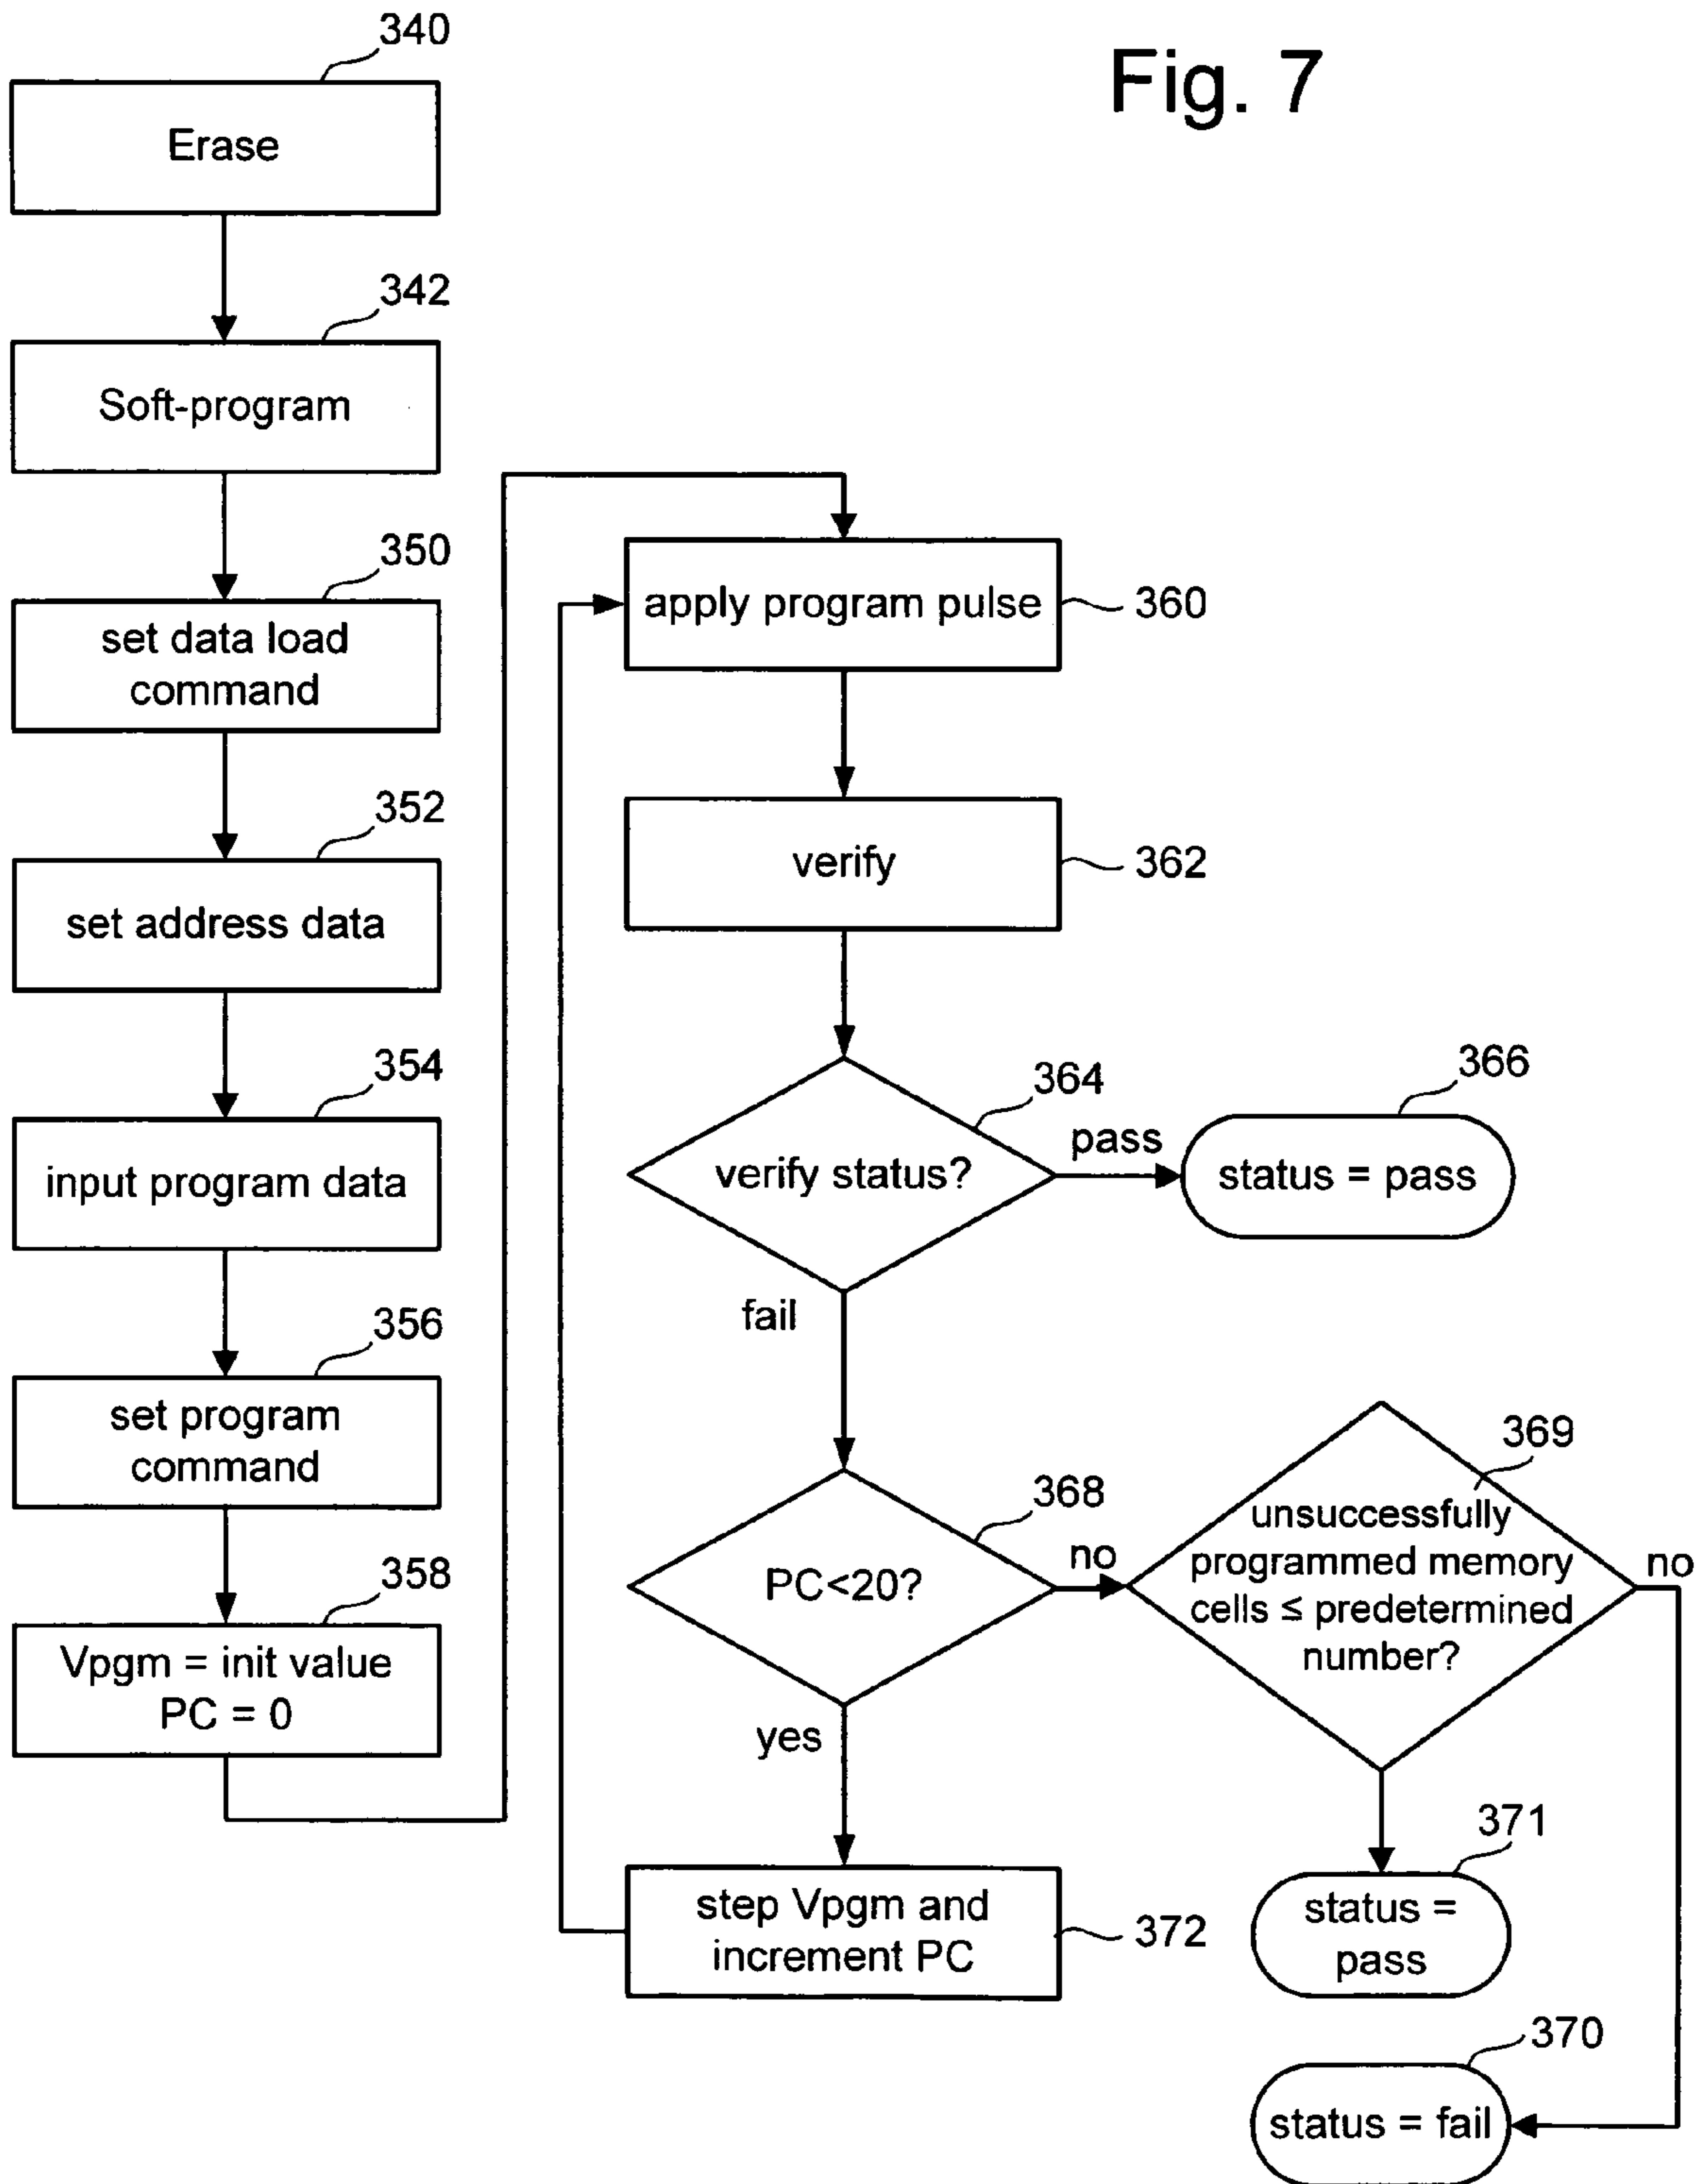 Fig. 7
340
Erase
342
Soft-program
350
set data load
command
352
set address data
354
input program data
356
set program
command
358
Vpgm = init value
PC = 0
apply program pulse
360
verify
362
364
verify status?
pass
366
status = pass
fail
368
PC<20?
no
369
unsuccessfully
programmed memory
cells ≤ predetermined
number?
no
yes
371
status =
pass
step Vpgm and
increment PC
372
370
status = fail